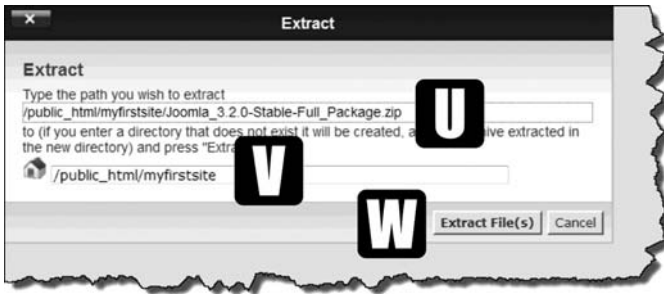 Extract
Extract
Type the path you wish to extract
/public_html/myfirstsite/Joomla_3.2.0-Stable-Full_Package.zip
U
to (if you enter a directory that does not exist it will be created, a ive extracted in
the new directory) and press "Extra
V
/public_html/myfirstsite
W
Extract File(s) Cancel